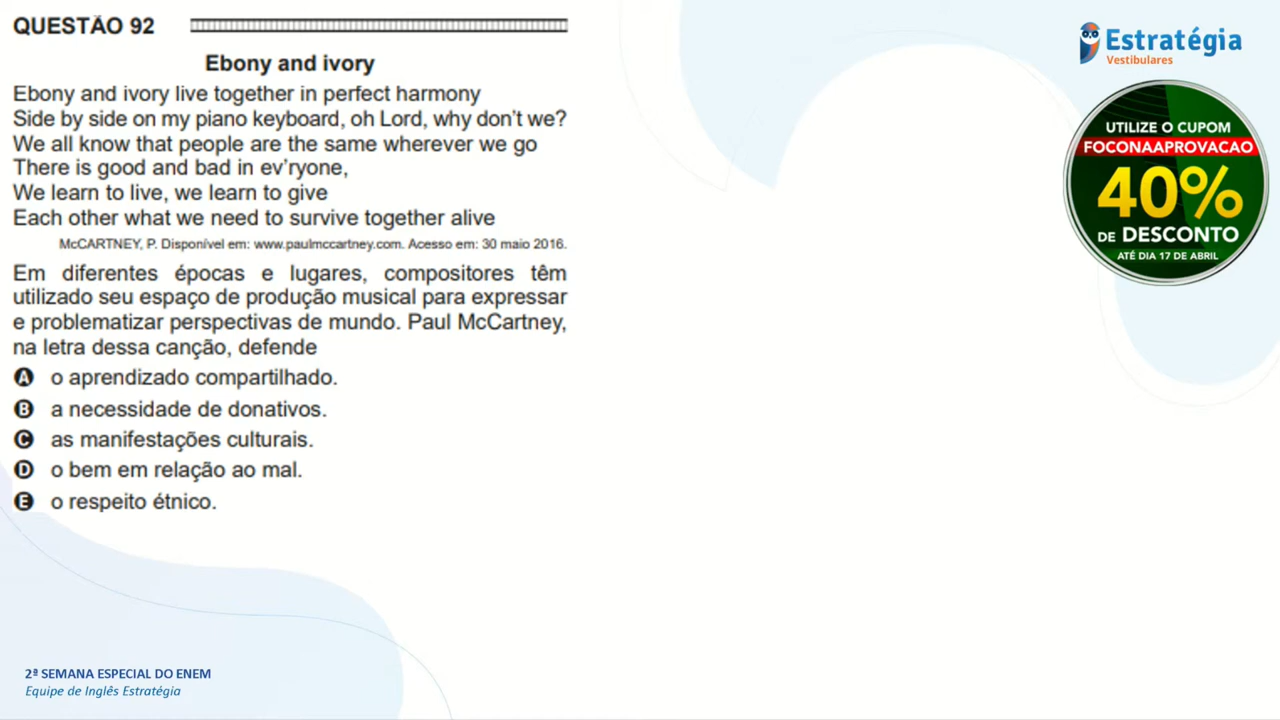 QUESTÃO 92
Ebony and ivory
Ebony and ivory live together in perfect harmony
Side by side on my piano keyboard, oh Lord, why don't we?
We all know that people are the same wherever we go
There is good and bad in ev'ryone,
We learn to live, we learn to give
Each other what we need to survive together alive
McCARTNEY, P. Disponível em: www.paulmccartney.com. Acesso em: 30 maio 2016.
Em diferentes épocas e lugares, compositores têm
utilizado seu espaço de produção musical para expressar
e problematizar perspectivas de mundo. Paul McCartney,
na letra dessa canção, defende
A o aprendizado compartilhado.
B a necessidade de donativos.
C as manifestações culturais.
D o bem em relação ao mal.
E o respeito étnico.
Estratégia
Vestibulares
UTILIZE O CUPOM
FOCONAAPROVACAO
40%
DE DESCONTO
ATÉ DIA 17 DE ABRIL
2ª SEMANA ESPECIAL DO ENEM
Equipe de Inglês Estratégia